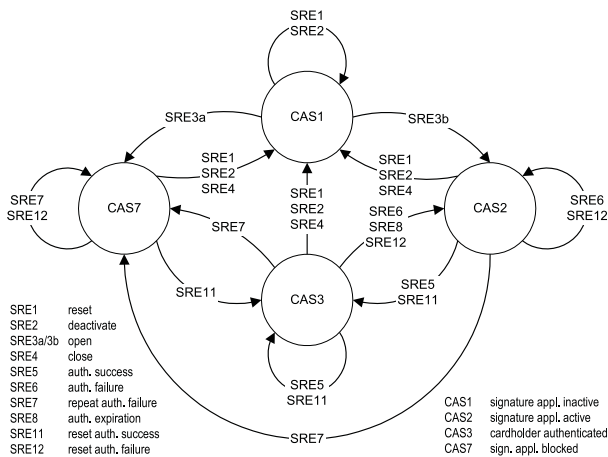 SRE1
SRE2
CAS1
SRE3a
SRE3b
SRE1
SRE2
SRE4
SRE1
SRE2
SRE4
CAS7
CAS2
SRE7
SRE12
SRE1
SRE2
SRE4
SRE6
SRE8
SRE12
SRE6
SRE12
SRE7
SRE11
CAS3
SRE5
SRE11
SRE5
SRE11
SRE7
SRE1 reset
SRE2 deactivate
SRE3a/3b open
SRE4 close
SRE5 auth. success
SRE6 auth. failure
SRE7 repeat auth. failure
SRE8 auth. expiration
SRE11 reset auth. success
SRE12 reset auth. failure
CAS1 signature appl. inactive
CAS2 signature appl. active
CAS3 cardholder authenticated
CAS7 sign. appl. blocked